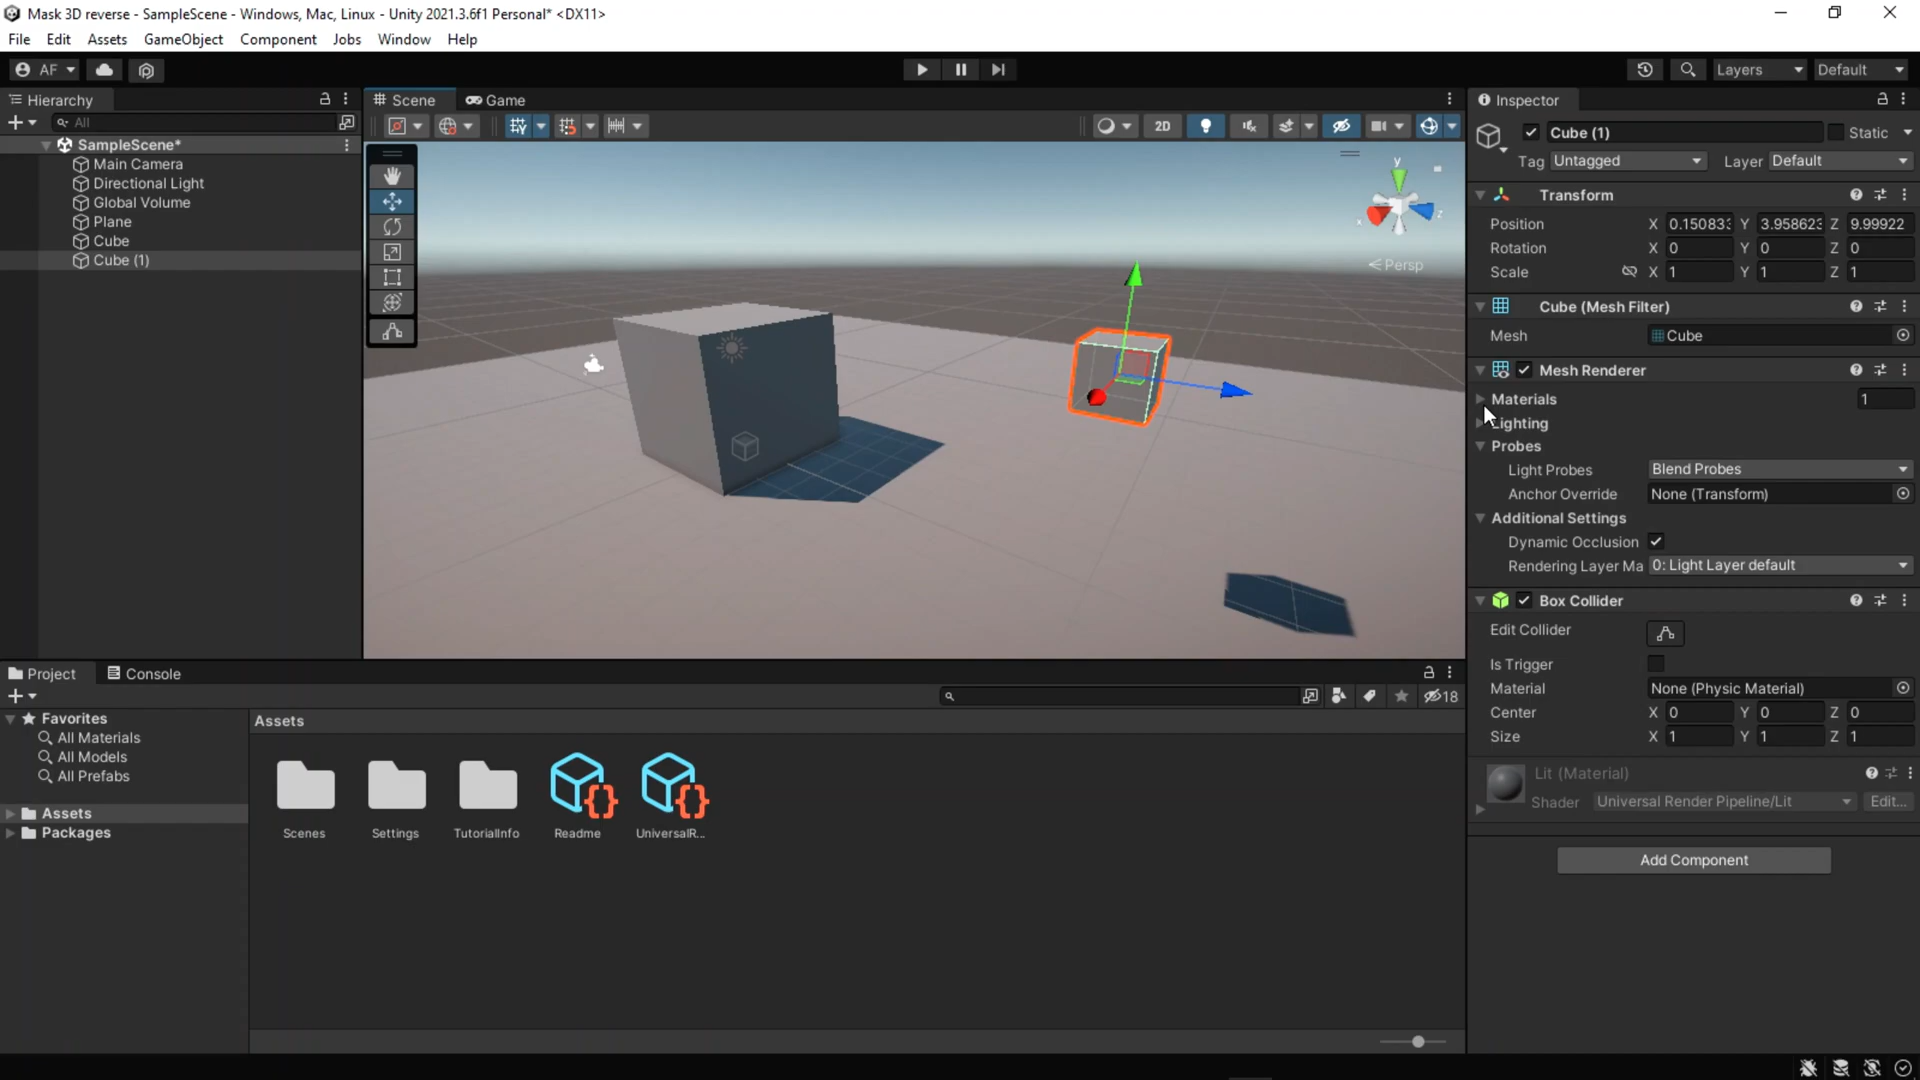 Mask 3D reverse - SampleScene - Windows, Mac, Linux - Unity 2021.3.6f1 Personal* <DX11>
File Edit Assets GameObject Component Jobs Window Help
AF Layers Default
Hierarchy
All
SampleScene*
Main Camera
Directional Light
Global Volume
Plane
Cube
Cube (1)
Scene Game
2D
y
x
z
Persp
Inspector
Cube (1) Static
Tag Untagged Layer Default
Transform
Position X 0.150833 Y 3.958623 Z 9.99922
Rotation X 0 Y 0 Z 0
Scale X 1 Y 1 Z 1
Cube (Mesh Filter)
Mesh Cube
Mesh Renderer
Materials 1
Lighting
Probes
Light Probes Blend Probes
Anchor Override None (Transform)
Additional Settings
Dynamic Occlusion
Rendering Layer Ma 0: Light Layer default
Box Collider
Edit Collider
Is Trigger
Material None (Physic Material)
Center X 0 Y 0 Z 0
Size X 1 Y 1 Z 1
Lit (Material)
Shader Universal Render Pipeline/Lit Edit...
Add Component
Project Console
18
Favorites
All Materials
All Models
All Prefabs
Assets
Packages
Assets
Scenes Settings TutorialInfo Readme UniversalR...